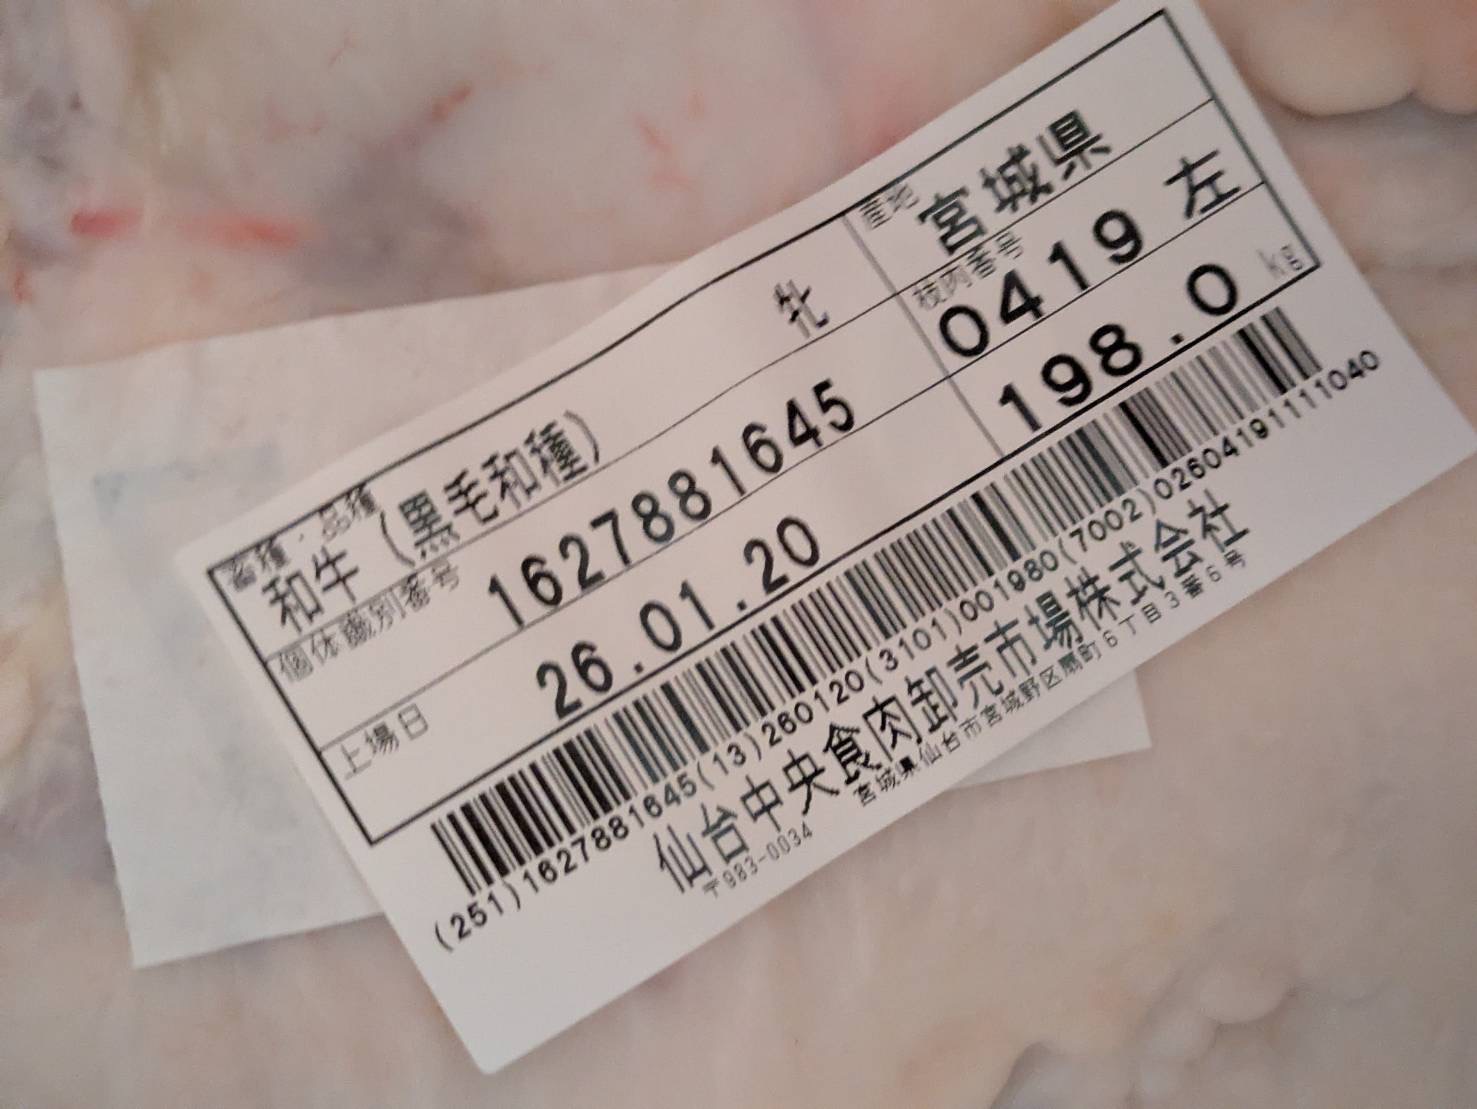 畜種・品種
和牛(黒毛和種)
牝
産地
宮城県
個体識別番号
1627881645
枝肉番号
0419 左
上場日
26.01.20
198.0 kg
(251)1627881645(13)260120(3101)001980(7002)0260419111104​0
仙台中央食肉卸売市場株式会社
〒983-0034
宮城県仙台市宮城野区扇町6丁目3番6号